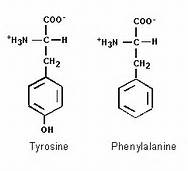 COO⁻ COO⁻
⁺H₃N–C–H ⁺H₃N–C–H
CH₂ CH₂
OH
Tyrosine Phenylalanine